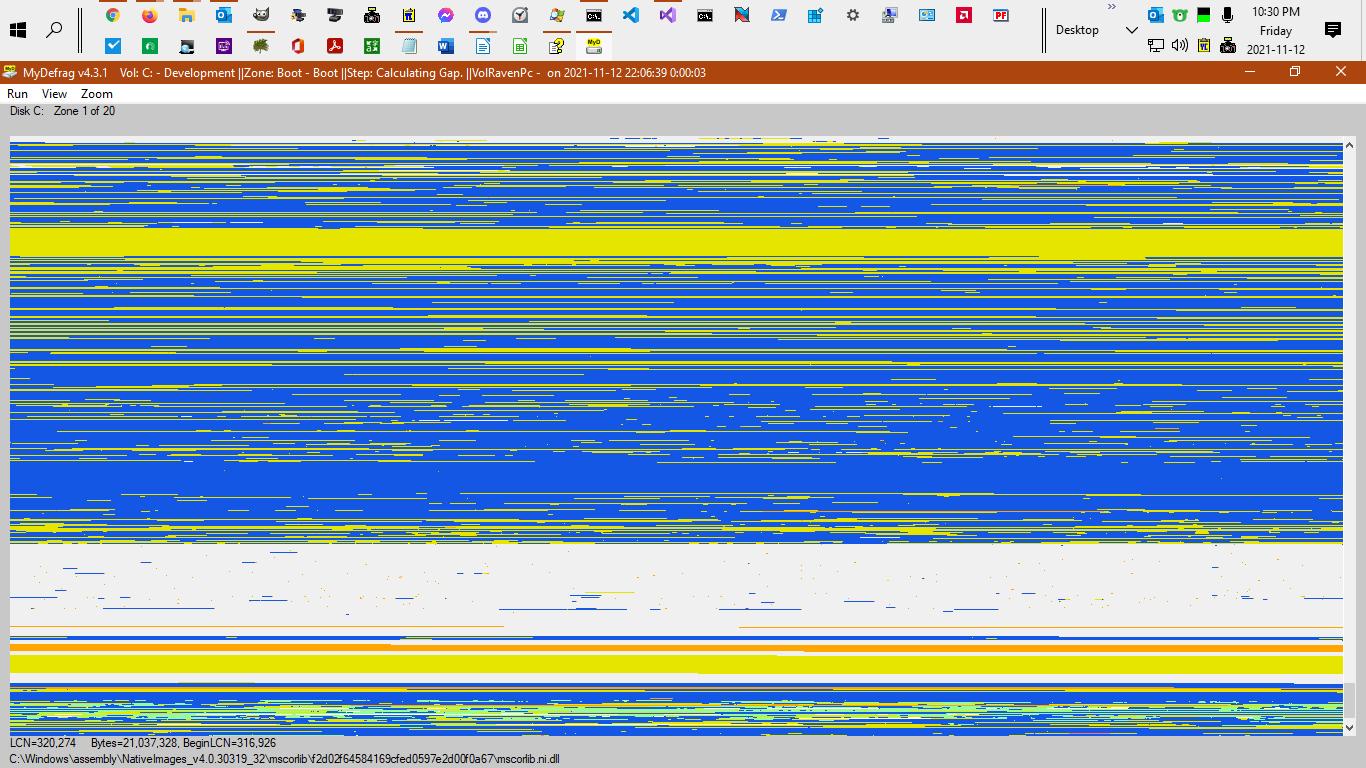 10:30 PM
Desktop
Friday
2021-11-12
MyDefrag v4.3.1 Vol: C: - Development ||Zone: Boot - Boot ||Step: Calculating Gap. ||VolRavenPc - on 2021-11-12 22:06:39 0:00:03
Run View Zoom
Disk C: Zone 1 of 20
LCN=320,274 Bytes=21,037,328, BeginLCN=316,926
C:\Windows\assembly\NativeImages_v4.0.30319_32\mscorlib\f2d02f64584169cfed0597e2d00f0a67\mscorlib.ni.dll